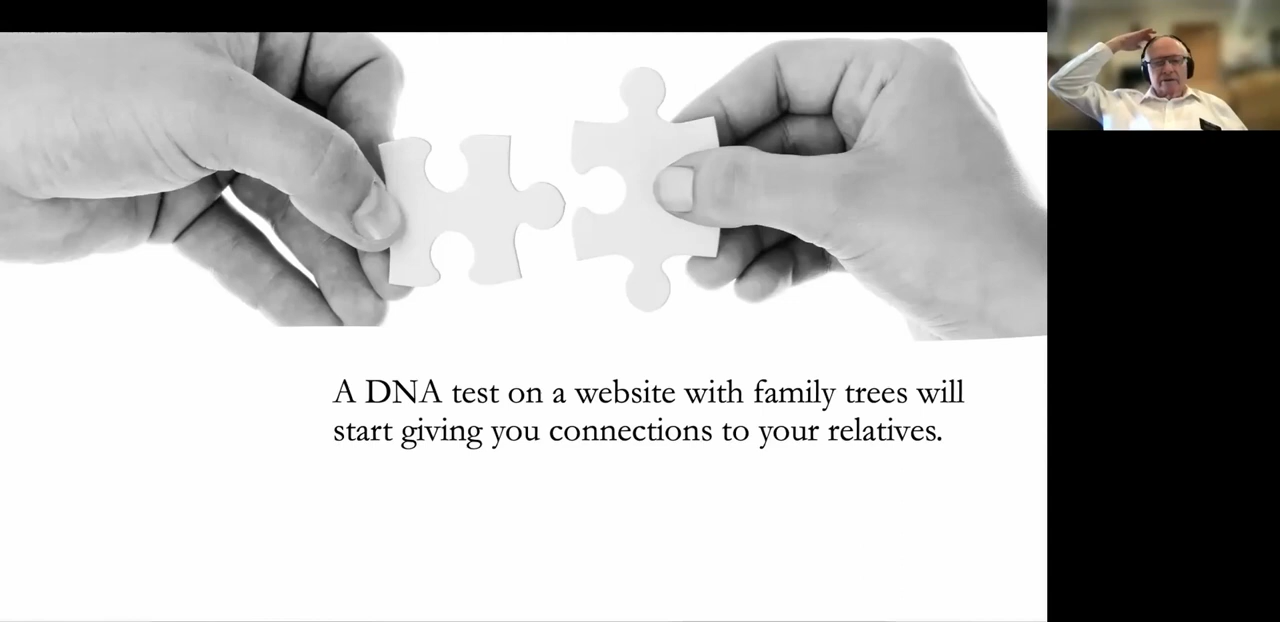 A DNA test on a website with family trees will
start giving you connections to your relatives.